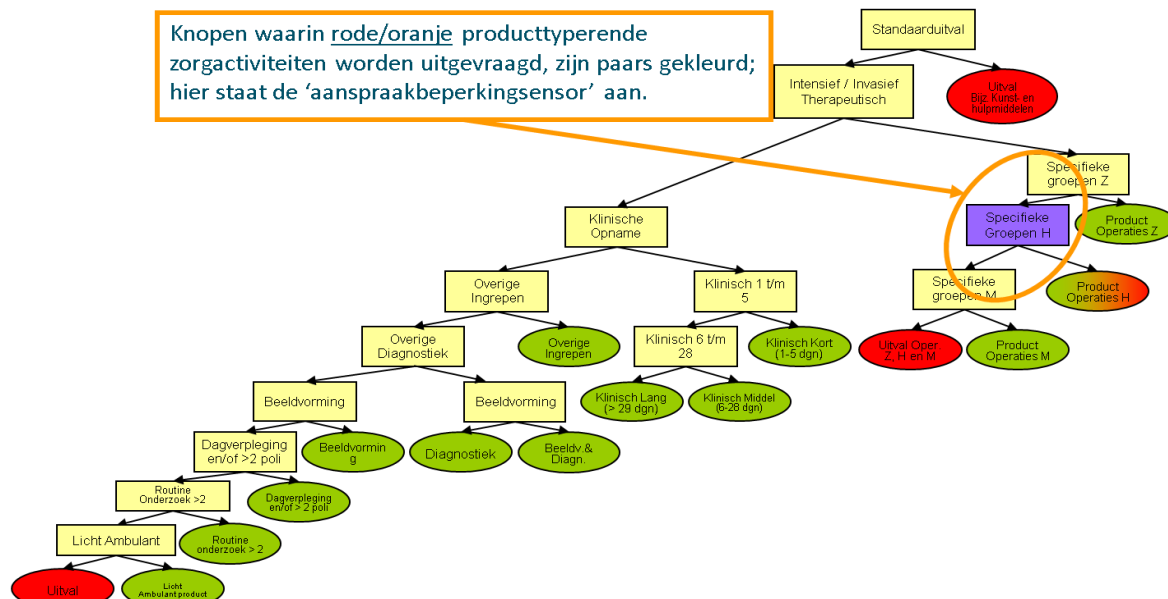 Knopen waarin rode/oranje producttyperende
zorgactiviteiten worden uitgevraagd, zijn paars gekleurd;
hier staat de ‘aanspraakbeperkingsensor’ aan.
Standaarduitval
Intensief / Invasief
Therapeutisch
Uitval
Bijz. Kunst- en
hulpmiddelen
Specifieke
groepen Z
Klinische
Opname
Specifieke
Groepen H
Product
Operaties Z
Overige
Ingrepen
Klinisch 1 t/m
5
Specifieke
groepen M
Product
Operaties H
Overige
Diagnostiek
Overige
Ingrepen
Klinisch 6 t/m
28
Klinisch Kort
(1-5 dgn)
Uitval Oper.
Z, H en M
Product
Operaties M
Beeldvorming
Beeldvorming
Klinisch Lang
(> 29 dgn)
Klinisch Middel
(6-28 dgn)
Dagverpleging
en/of >2 poli
Beeldvormin
g
Diagnostiek
Beeldv.&
Diagn.
Routine
Onderzoek >2
Dagverpleging
en/of > 2 poli
Licht Ambulant
Routine
onderzoek > 2
Uitval
Licht
Ambulant product